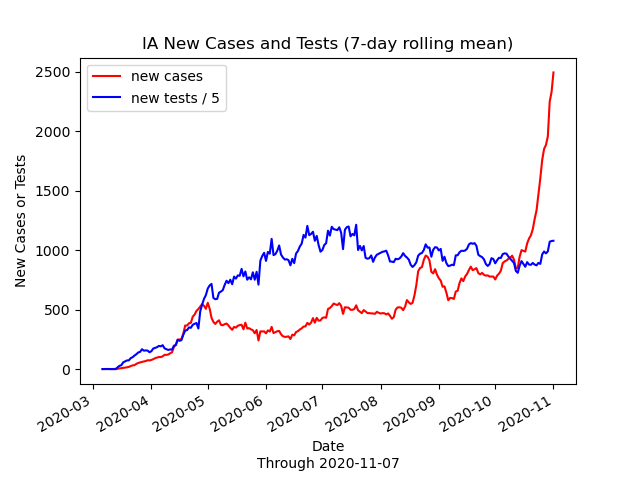 IA New Cases and Tests (7-day rolling mean)
new cases
new tests / 5
New Cases or Tests
2500
2000
1500
1000
500
0
2020-03
2020-04
2020-05
2020-06
2020-07
2020-08
2020-09
2020-10
2020-11
Date
Through 2020-11-07